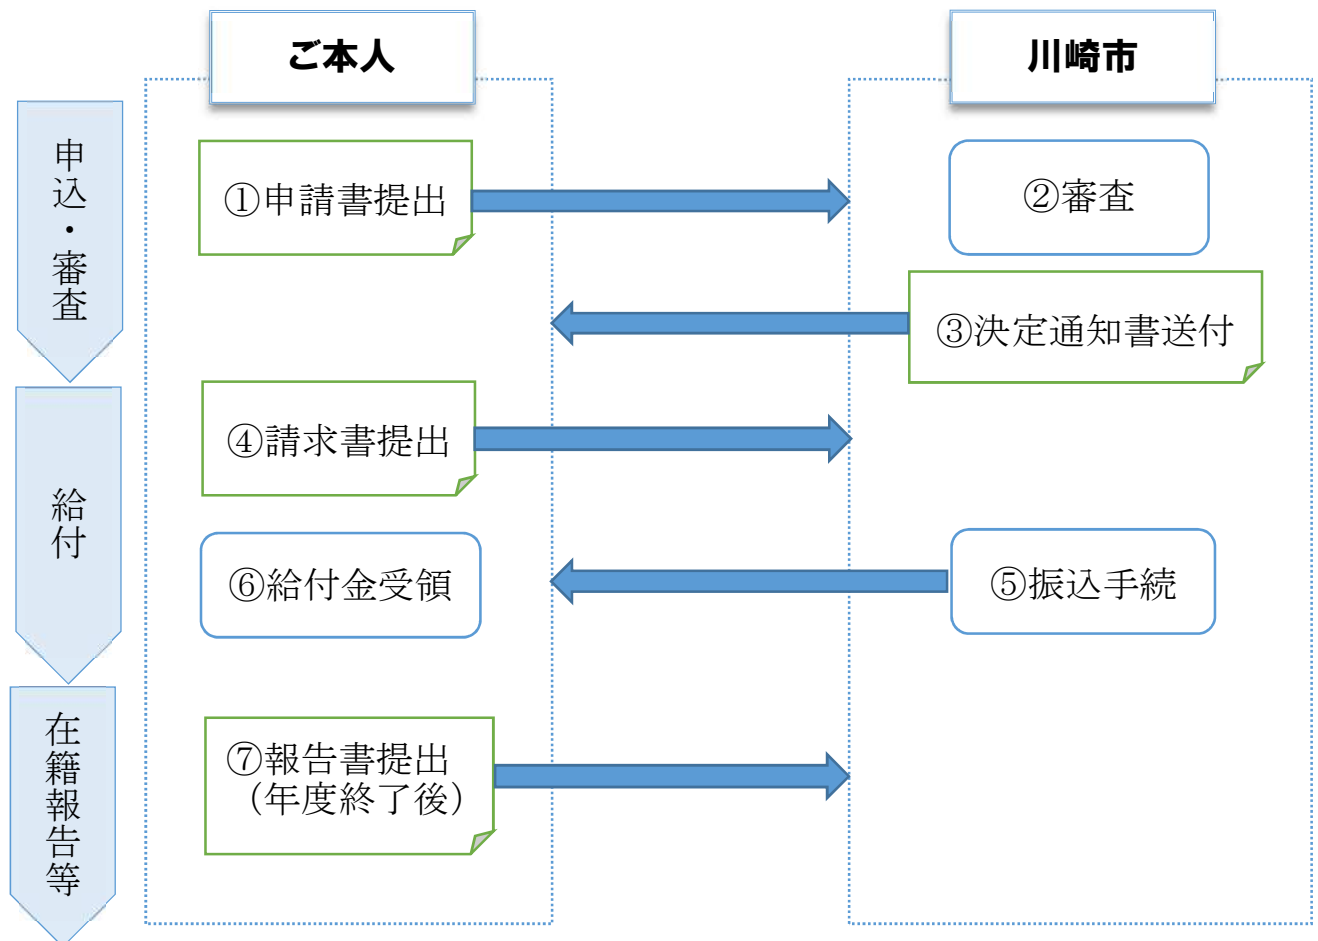 ご本人
川崎市
申込・審査
①申請書提出
②審査
③決定通知書送付
給付
④請求書提出
⑥給付金受領
⑤振込手続
在籍報告等
⑦報告書提出
（年度終了後）